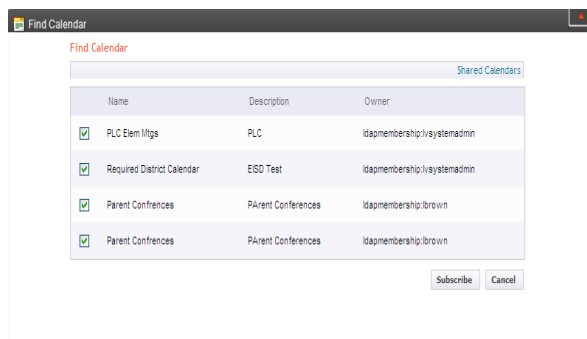 Find Calendar
Find Calendar
Shared Calendars
Name Description Owner
PLC Elem Mtgs PLC ldapmembership:lvsystemadmin
Required District Calendar EISD Test ldapmembership:lvsystemadmin
Parent Confrences PArent Conferences ldapmembership:lbrown
Parent Confrences PArent Conferences ldapmembership:lbrown
Subscribe Cancel